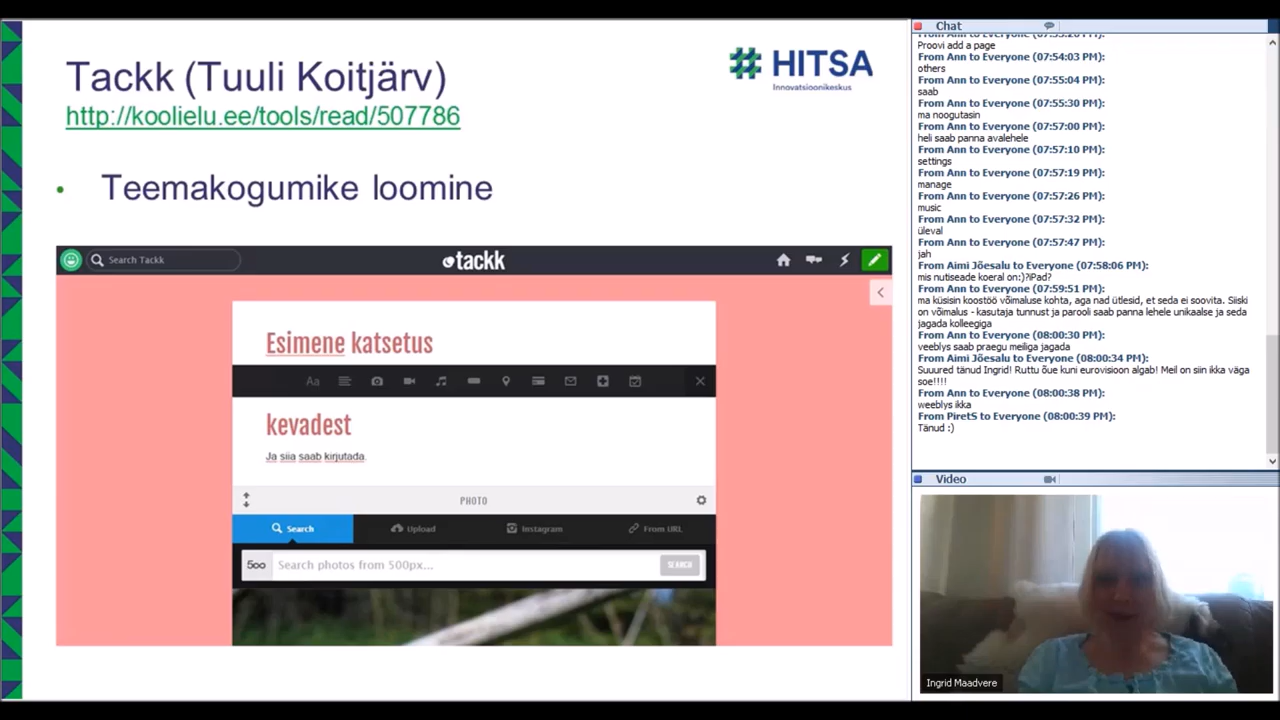 Tackk (Tuuli Koitjärv)
http://koolielu.ee/tools/read/507786
HITSA
Innovatsioonikeskus
• Teemakogumike loomine
Search Tackk
tackk
Esimene katsetus
Aa
kevadest
Ja siia saab kirjutada.
PHOTO
Search
Upload
Instagram
From URL
500
Search photos from 500px...
SEARCH
Chat
Proovi add a page
From Ann to Everyone (07:54:03 PM):
others
From Ann to Everyone (07:55:04 PM):
saab
From Ann to Everyone (07:55:30 PM):
ma noogutasin
From Ann to Everyone (07:57:00 PM):
heli saab panna avalehele
From Ann to Everyone (07:57:10 PM):
settings
From Ann to Everyone (07:57:19 PM):
manage
From Ann to Everyone (07:57:26 PM):
music
From Ann to Everyone (07:57:32 PM):
üleval
From Ann to Everyone (07:57:47 PM):
jah
From Aimi Jõesalu to Everyone (07:58:06 PM):
mis nutiseade koeral on:)?iPad?
From Ann to Everyone (07:59:51 PM):
ma küsisin koostöö võimaluse kohta, aga nad ütlesid, et seda ei soovita. Siiski
on võimalus - kasutaja tunnust ja parooli saab panna lehele unikaalse ja seda
jagada kolleegiga
From Ann to Everyone (08:00:30 PM):
veeblys saab praegu meiliga jagada
From Aimi Jõesalu to Everyone (08:00:34 PM):
Suuured tänud Ingrid! Ruttu õue kuni eurovisioon algab! Meil on siin ikka väga
soe!!!!
From Ann to Everyone (08:00:38 PM):
weeblys ikka
From PiretS to Everyone (08:00:39 PM):
Tänud :)
Video
Ingrid Maadvere